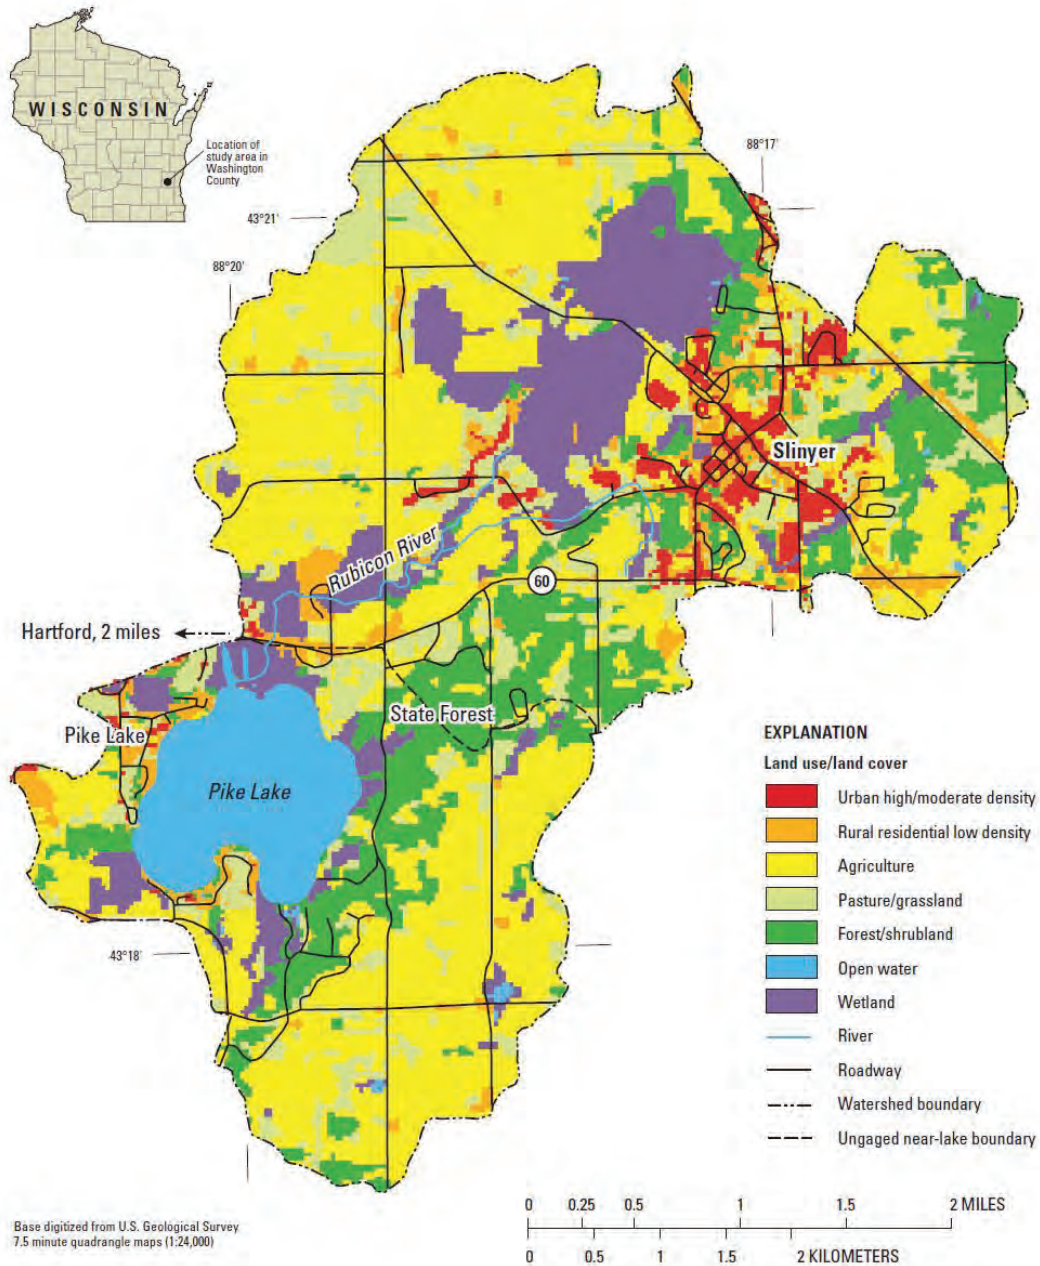 WISCONSIN
Location of
study area in
Washington
County
88°17'
43°21'
88°20'
Slinyer
Rubicon River
60
Hartford, 2 miles
State Forest
Pike Lake
Pike Lake
43°18'
EXPLANATION
Land use/land cover
Urban high/moderate density
Rural residential low density
Agriculture
Pasture/grassland
Forest/shrubland
Open water
Wetland
River
Roadway
Watershed boundary
Ungaged near-lake boundary
0 0.25 0.5 1 1.5 2 MILES
0 0.5 1 1.5 2 KILOMETERS
Base digitized from U.S. Geological Survey
7.5 minute quadrangle maps (1:24,000)